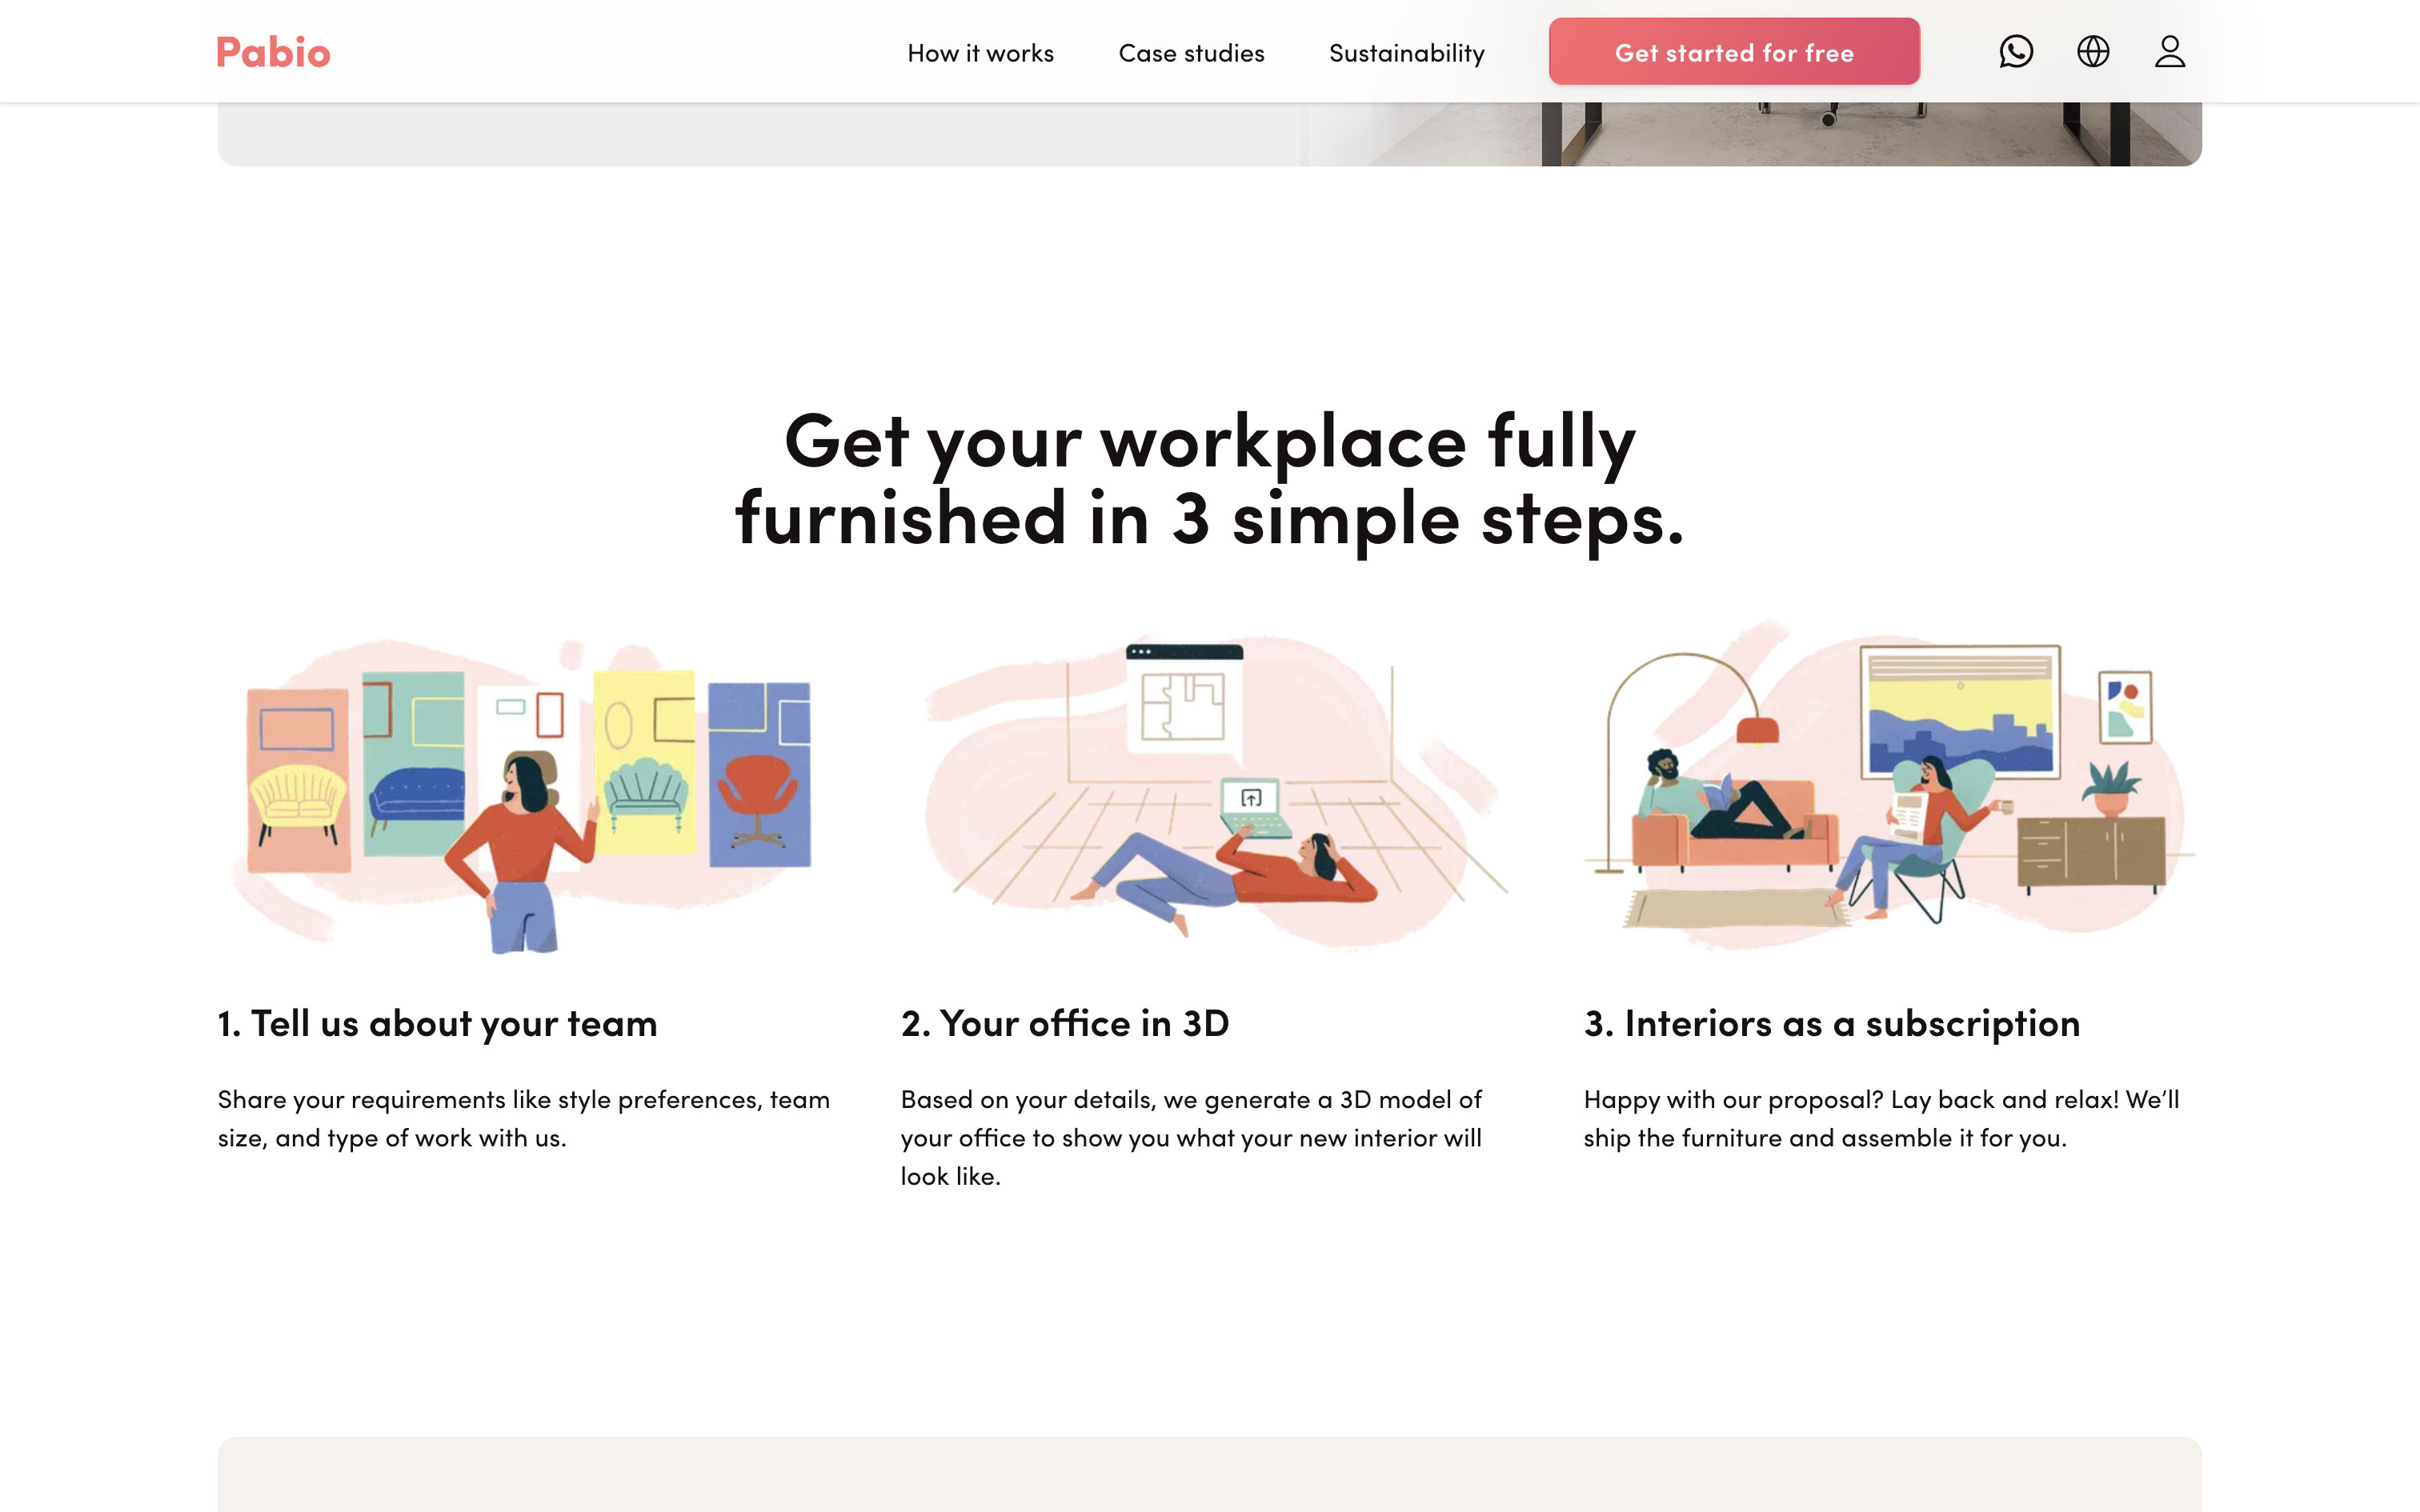 Pabio
How it works
Case studies
Sustainability
Get started for free
Get your workplace fully
furnished in 3 simple steps.
1. Tell us about your team
Share your requirements like style preferences, team
size, and type of work with us.
2. Your office in 3D
Based on your details, we generate a 3D model of
your office to show you what your new interior will
look like.
3. Interiors as a subscription
Happy with our proposal? Lay back and relax! We’ll
ship the furniture and assemble it for you.